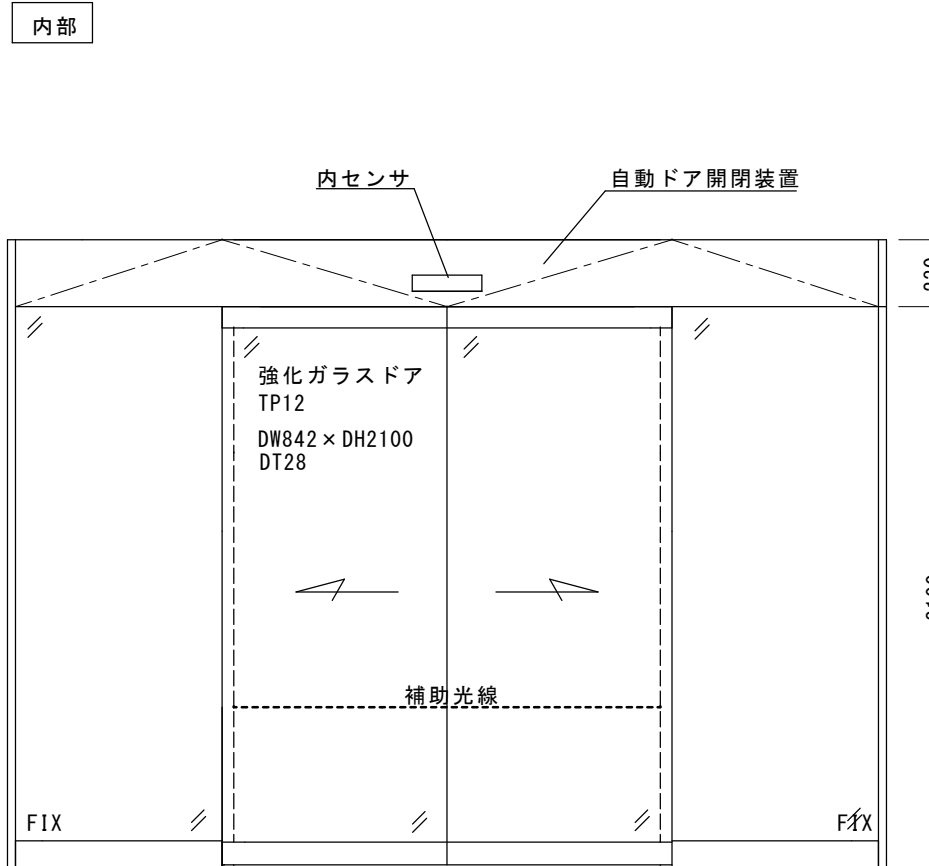 内部
内センサ
自動ドア開閉装置
強化ガラスドア
TP12
DW842×DH2100
DT28
補助光線
FIX
FIX